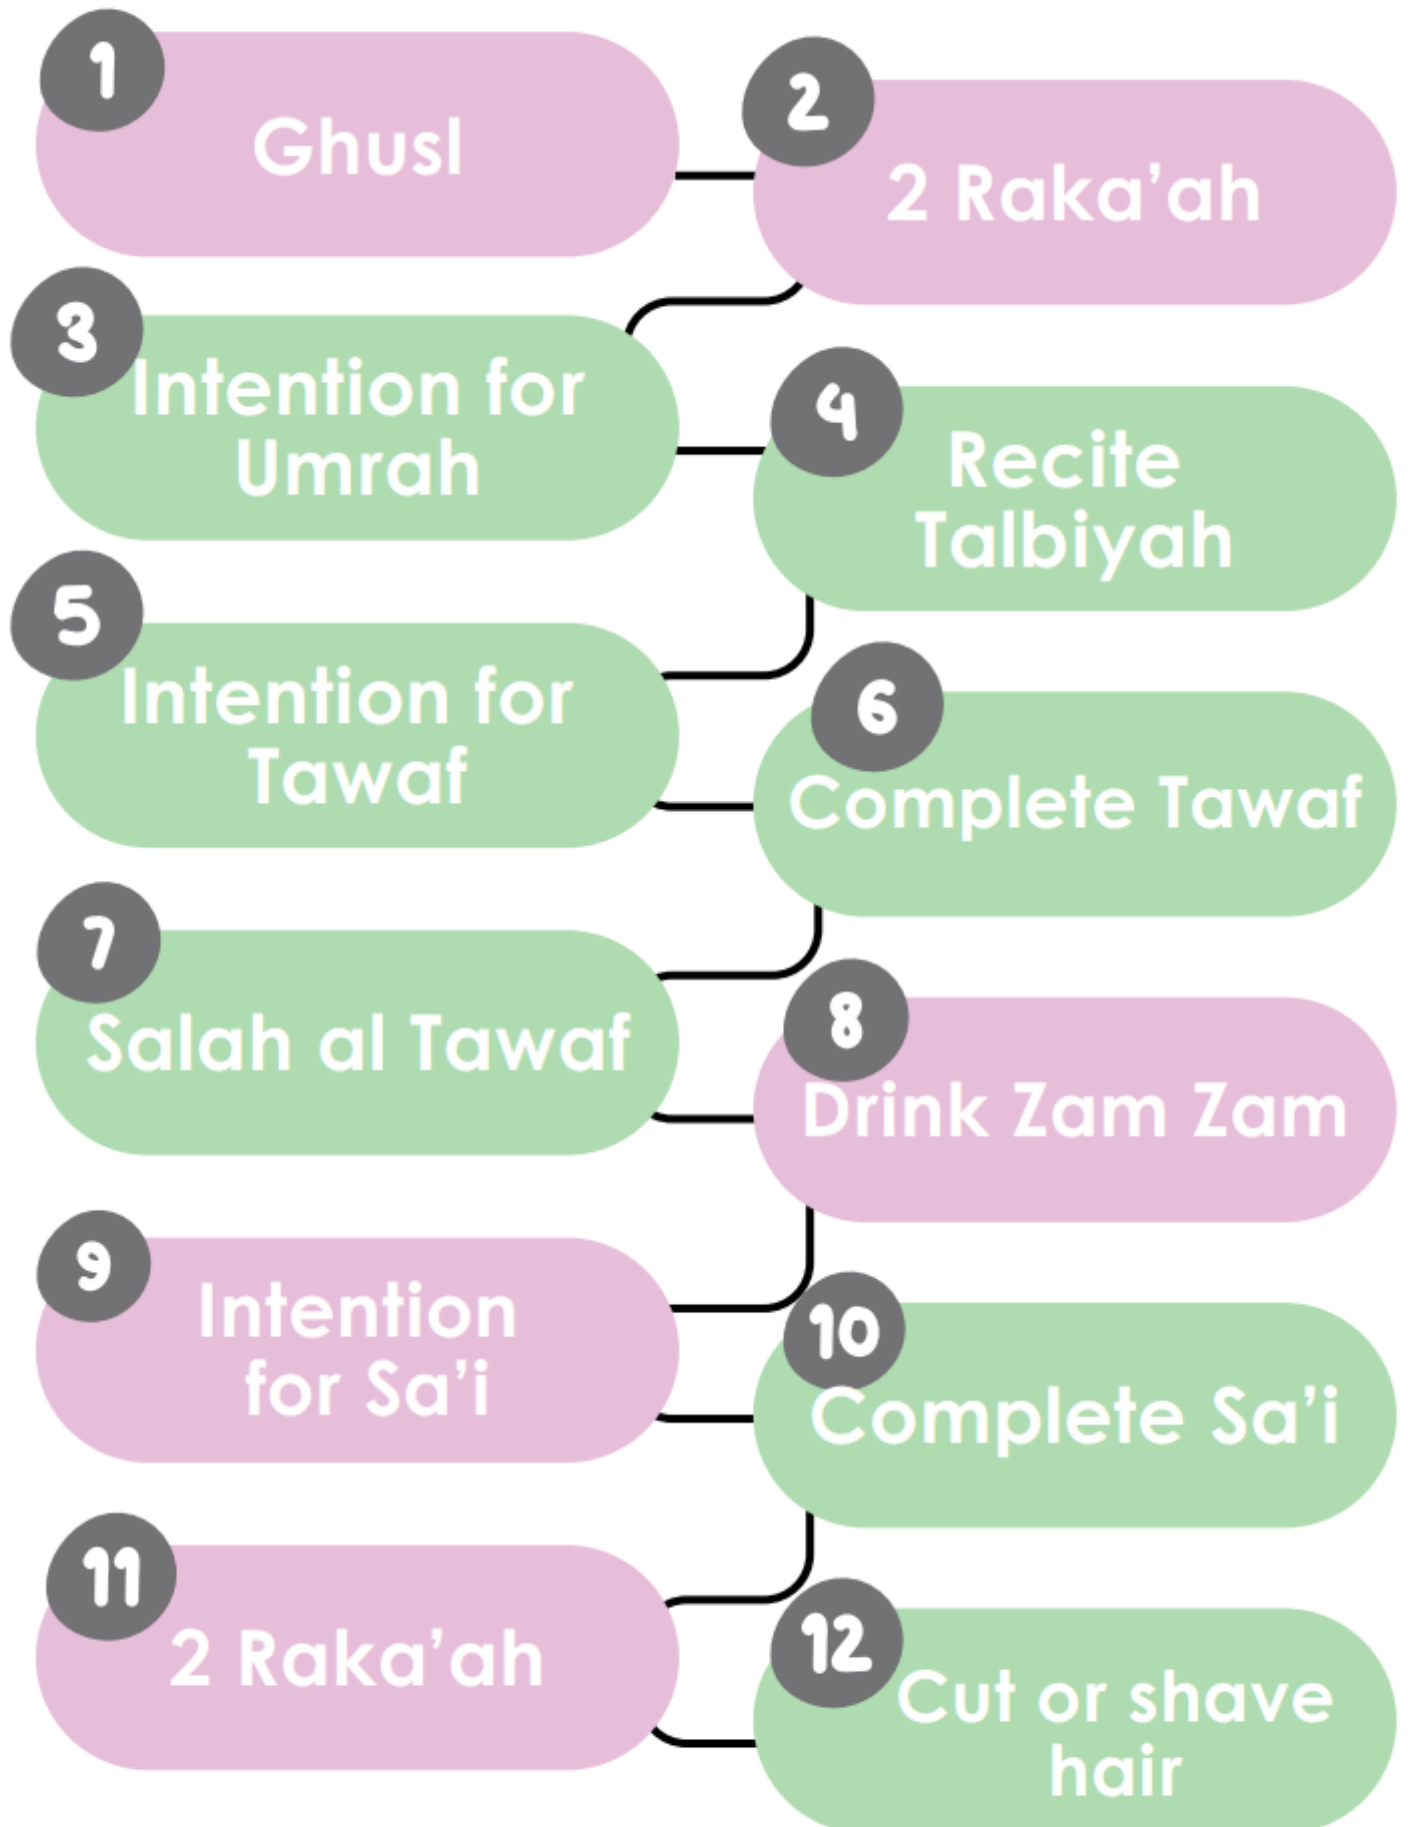 1
Ghusl
2
2 Raka’ah
3
Intention for
Umrah
4
Recite
Talbiyah
5
Intention for
Tawaf
6
Complete Tawaf
7
Salah al Tawaf
8
Drink Zam Zam
9
Intention
for Sa’i
10
Complete Sa’i
11
2 Raka’ah
12
Cut or shave
hair